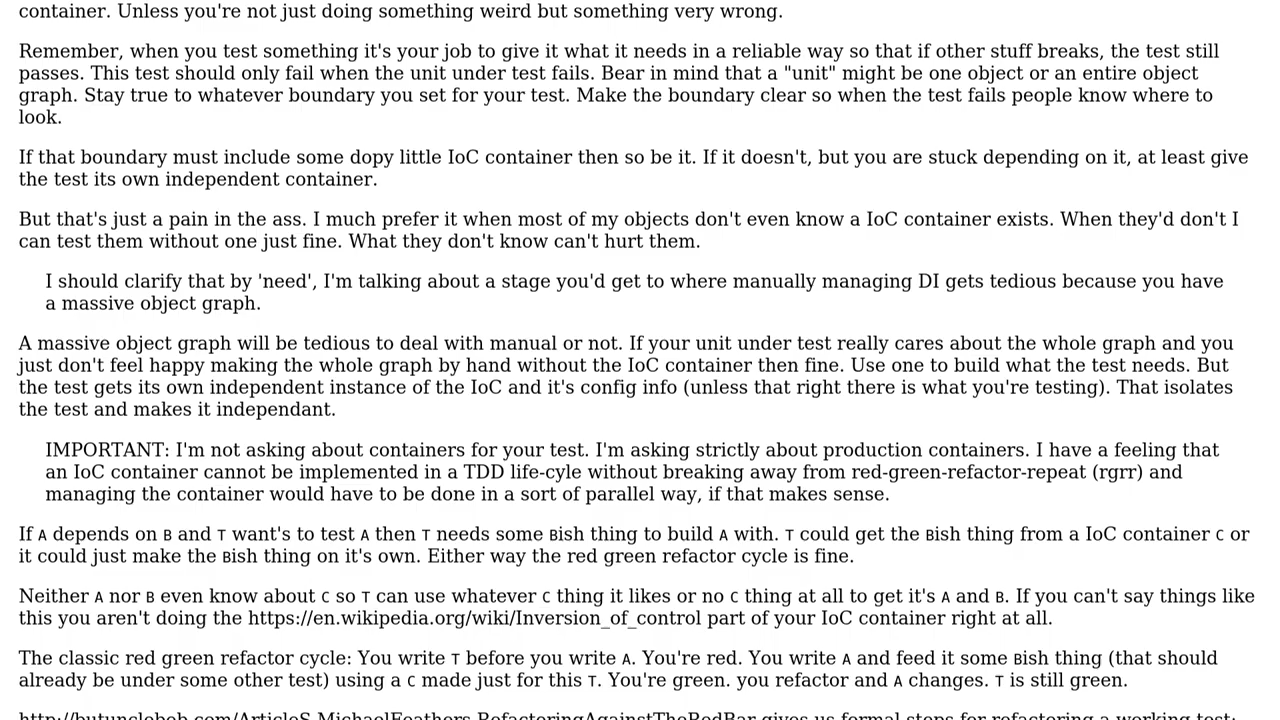 container. Unless you're not just doing something weird but something very wrong.
Remember, when you test something it's your job to give it what it needs in a reliable way so that if other stuff breaks, the test still
passes. This test should only fail when the unit under test fails. Bear in mind that a "unit" might be one object or an entire object
graph. Stay true to whatever boundary you set for your test. Make the boundary clear so when the test fails people know where to
look.
If that boundary must include some dopy little IoC container then so be it. If it doesn't, but you are stuck depending on it, at least give
the test its own independent container.
But that's just a pain in the ass. I much prefer it when most of my objects don't even know a IoC container exists. When they'd don't I
can test them without one just fine. What they don't know can't hurt them.
I should clarify that by 'need', I'm talking about a stage you'd get to where manually managing DI gets tedious because you have
a massive object graph.
A massive object graph will be tedious to deal with manual or not. If your unit under test really cares about the whole graph and you
just don't feel happy making the whole graph by hand without the IoC container then fine. Use one to build what the test needs. But
the test gets its own independent instance of the IoC and it's config info (unless that right there is what you're testing). That isolates
the test and makes it independant.
IMPORTANT: I'm not asking about containers for your test. I'm asking strictly about production containers. I have a feeling that
an IoC container cannot be implemented in a TDD life-cyle without breaking away from red-green-refactor-repeat (rgrr) and
managing the container would have to be done in a sort of parallel way, if that makes sense.
If A depends on B and T want's to test A then T needs some Bish thing to build A with. T could get the Bish thing from a IoC container C or
it could just make the Bish thing on it's own. Either way the red green refactor cycle is fine.
Neither A nor B even know about C so T can use whatever C thing it likes or no C thing at all to get it's A and B. If you can't say things like
this you aren't doing the https://en.wikipedia.org/wiki/Inversion_of_control part of your IoC container right at all.
The classic red green refactor cycle: You write T before you write A. You're red. You write A and feed it some Bish thing (that should
already be under some other test) using a C made just for this T. You're green. you refactor and A changes. T is still green.
http://butunclebob.com/ArticleS.MichaelFeathers.RefactoringAgainstTheRedBar gives us formal steps for refactoring a working test: